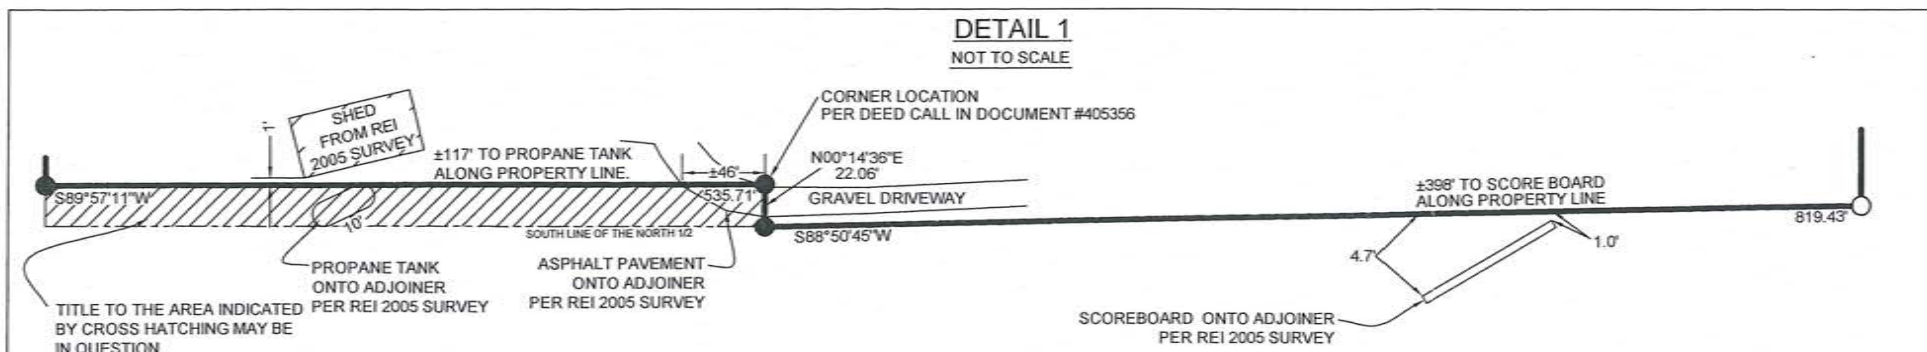 DETAIL 1
NOT TO SCALE
CORNER LOCATION
PER DEED CALL IN DOCUMENT #405356
SHED
FROM REI
2005 SURVEY
±117' TO PROPANE TANK
ALONG PROPERTY LINE.
±46'
N00°14'36"E
22.06'
GRAVEL DRIVEWAY
±398' TO SCORE BOARD
ALONG PROPERTY LINE
S89°57'11"W
535.71'
819.43'
10'
SOUTH LINE OF THE NORTH 1/2
S88°50'45"W
1.0'
4.7'
PROPANE TANK
ONTO ADJOINER
PER REI 2005 SURVEY
ASPHALT PAVEMENT
ONTO ADJOINER
PER REI 2005 SURVEY
TITLE TO THE AREA INDICATED
BY CROSS HATCHING MAY BE
IN QUESTION
SCOREBOARD ONTO ADJOINER
PER REI 2005 SURVEY